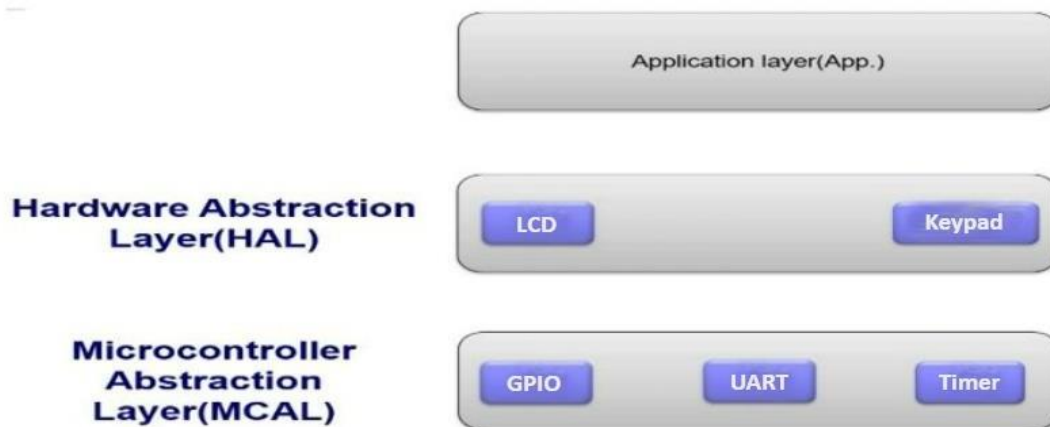 Application layer(App.)
Hardware Abstraction
Layer(HAL)
LCD
Keypad
Microcontroller
Abstraction
Layer(MCAL)
GPIO
UART
Timer